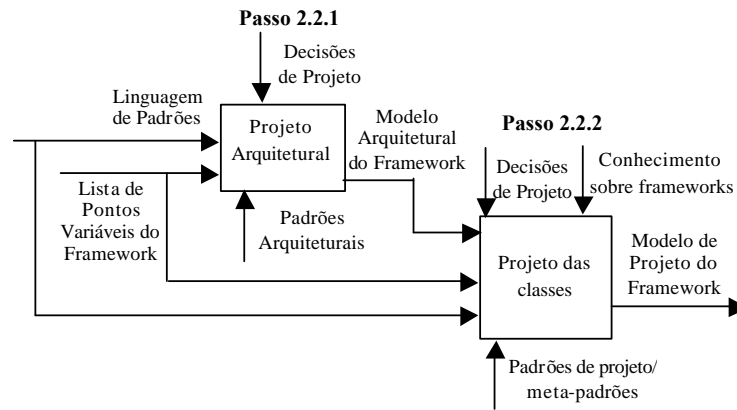 Passo 2.2.1
Decisões
de Projeto
Linguagem
de Padrões
Projeto
Arquitetural
Modelo
Arquitetural
do Framework
Lista de
Pontos
Variáveis do
Framework
Padrões
Arquiteturais
Passo 2.2.2
Decisões
de Projeto
Conhecimento
sobre frameworks
Projeto das
classes
Modelo de
Projeto do
Framework
Padrões de projeto/
meta-padrões